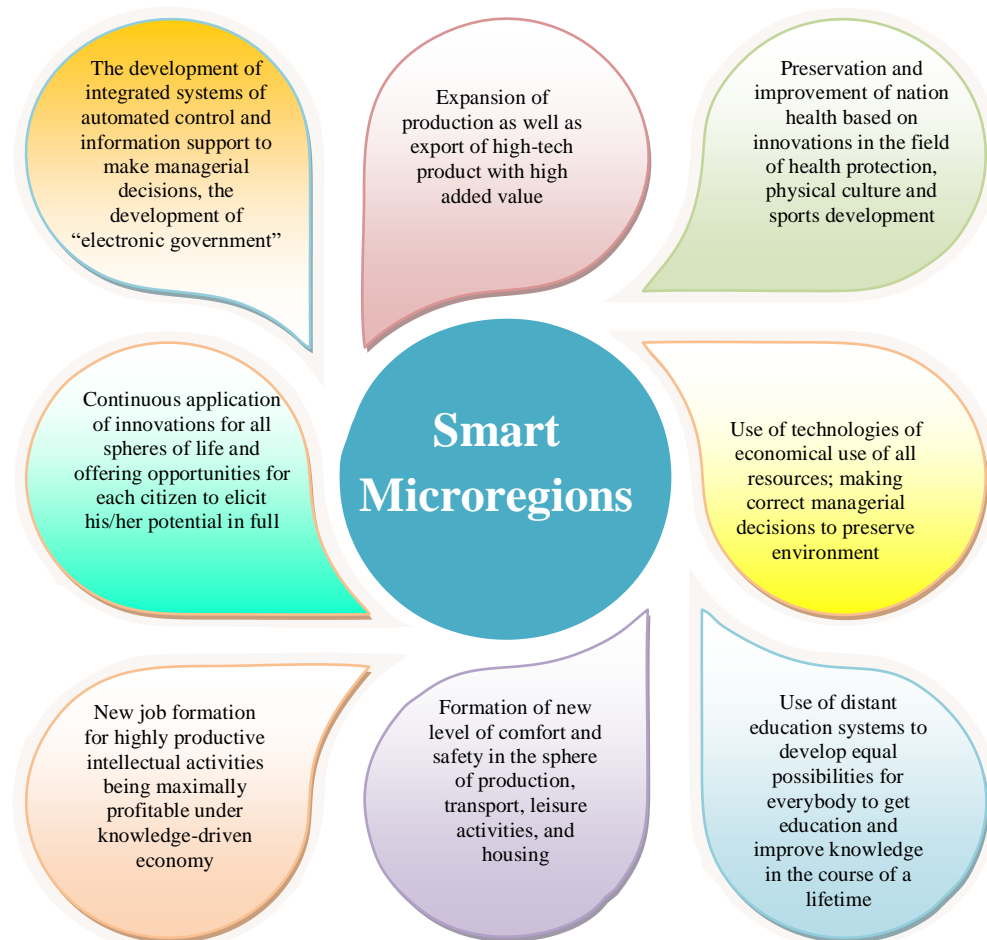 The development of
integrated systems of
automated control and
information support to
make managerial
decisions, the
development of
“electronic government”
Expansion of
production as well as
export of high-tech
product with high
added value
Preservation and
improvement of nation
health based on
innovations in the field
of health protection,
physical culture and
sports development
Continuous application
of innovations for all
spheres of life and
offering opportunities for
each citizen to elicit
his/her potential in full
Smart
Microregions
Use of technologies of
economical use of all
resources; making
correct managerial
decisions to preserve
environment
New job formation
for highly productive
intellectual activities
being maximally
profitable under
knowledge-driven
economy
Formation of new
level of comfort and
safety in the sphere
of production,
transport, leisure
activities, and
housing
Use of distant
education systems to
develop equal
possibilities for
everybody to get
education and
improve knowledge
in the course of a
lifetime